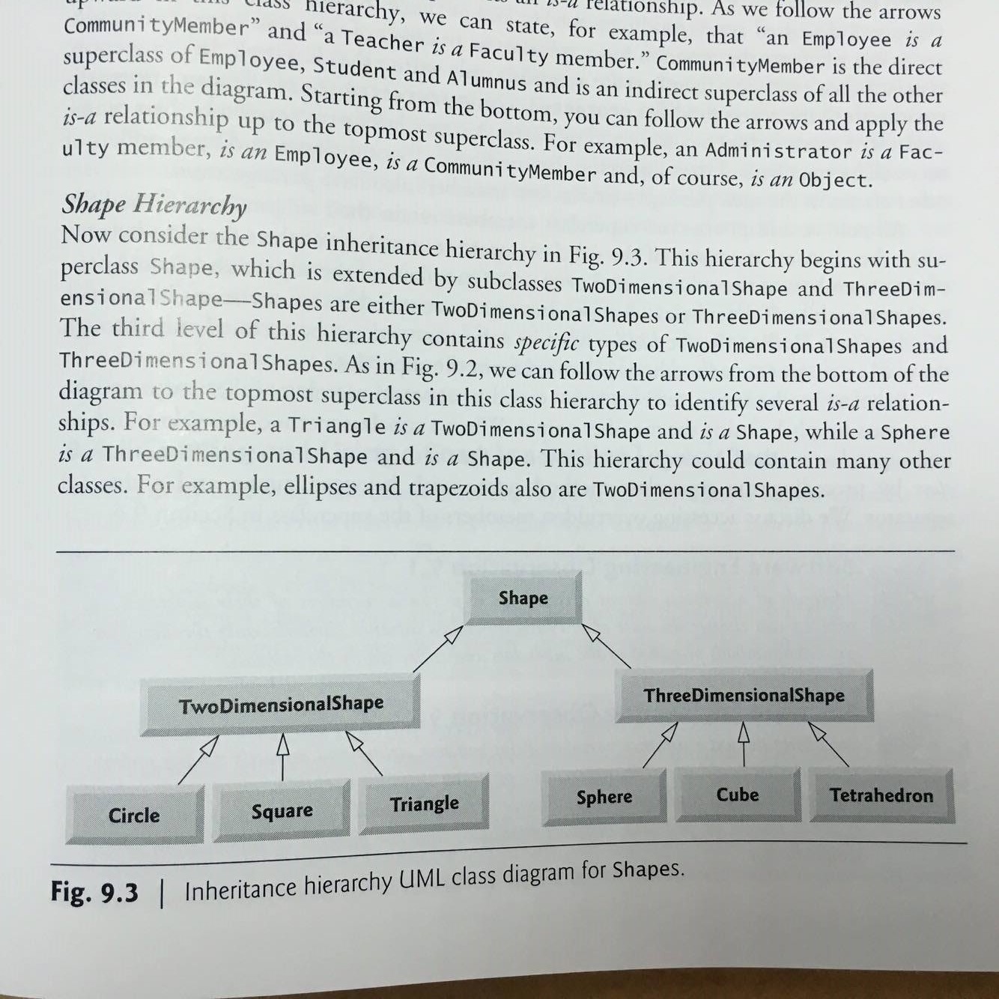 class hierarchy, we can state, for example, that “an Employee is a
is-a relationship. As we follow the arrows
CommunityMember” and “a Teacher is a Faculty member.” CommunityMember is the direct
superclass of Employee, Student and Alumnus and is an indirect superclass of all the other
classes in the diagram. Starting from the bottom, you can follow the arrows and apply the
is-a relationship up to the topmost superclass. For example, an Administrator is a Fac-
ulty member, is an Employee, is a CommunityMember and, of course, is an Object.
Shape Hierarchy
Now consider the Shape inheritance hierarchy in Fig. 9.3. This hierarchy begins with su-
perclass Shape, which is extended by subclasses TwoDimensionalShape and ThreeDim-
ensionalShape—Shapes are either TwoDimensionalShapes or ThreeDimensionalShapes.
The third level of this hierarchy contains specific types of TwoDimensionalShapes and
ThreeDimensionalShapes. As in Fig. 9.2, we can follow the arrows from the bottom of the
diagram to the topmost superclass in this class hierarchy to identify several is-a relation-
ships. For example, a Triangle is a TwoDimensionalShape and is a Shape, while a Sphere
is a ThreeDimensionalShape and is a Shape. This hierarchy could contain many other
classes. For example, ellipses and trapezoids also are TwoDimensionalShapes.
Shape
TwoDimensionalShape
ThreeDimensionalShape
Circle
Square
Triangle
Sphere
Cube
Tetrahedron
Fig. 9.3 | Inheritance hierarchy UML class diagram for Shapes.